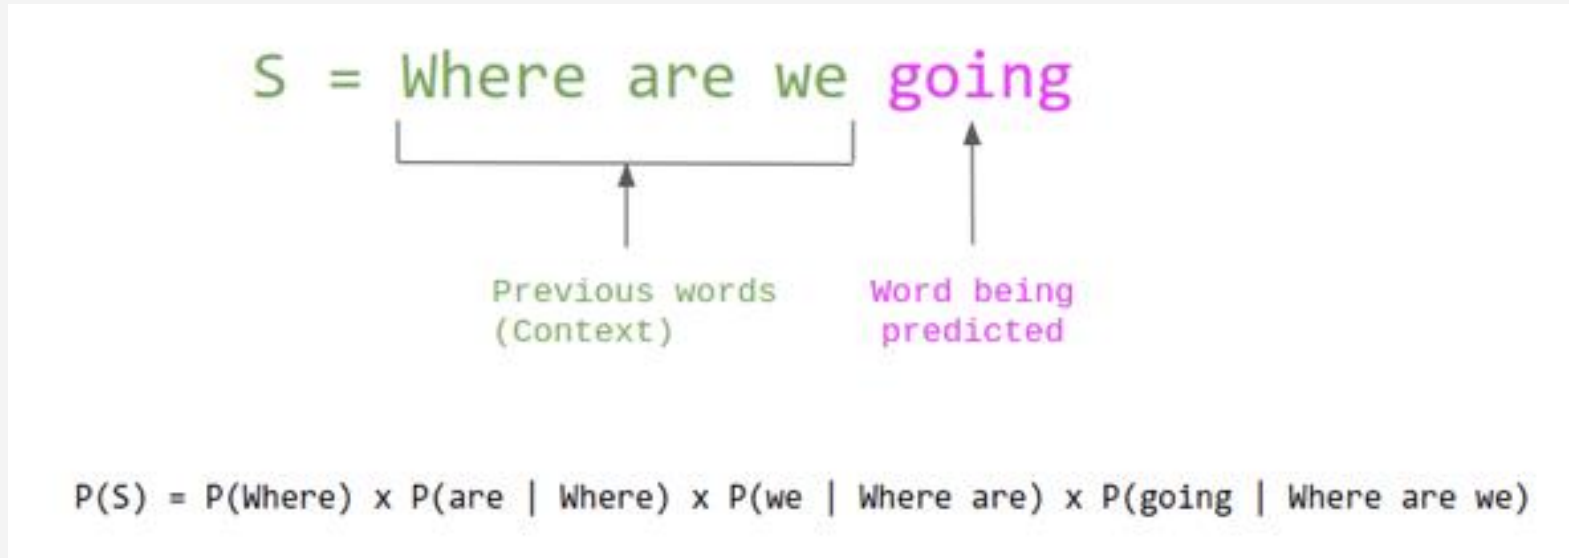 S = Where are we going
Previous words Word being
(Context) predicted
P(S) = P(Where) x P(are | Where) x P(we | Where are) x P(going | Where are we)